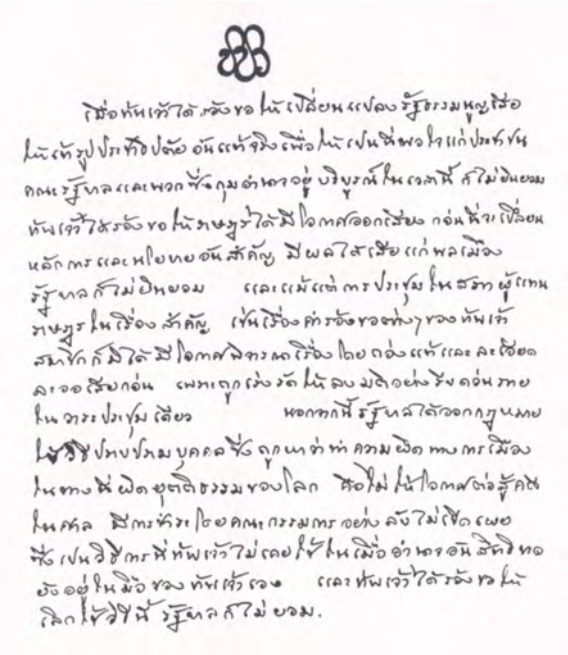 เมื่อข้าพเจ้าได้ร้องขอให้เปลี่ยนแปลงรัฐธรรมนูญเสีย
ให้เข้ารูปประชาธิปตัยอันแท้จริงเพื่อให้เป็นที่พอใจแก่ประชาชน
คณะรัฐบาลและพวกซึ่งกุมอำนาจอยู่บริบูรณ์ในเวลานี้ ก็ไม่ยินยอม
ข้าพเจ้าได้ร้องขอให้ราษฎรได้มีโอกาศออกเสียง ก่อนที่จะเปลี่ยน
หลักการและนโยบายอันสำคัญ มีผลได้เสียแก่พลเมือง
รัฐบาลก็ไม่ยินยอม และแม้แต่การประชุมในสภาผู้แทน
ราษฎรในเรื่องสำคัญ เช่นเรื่องคำร้องขอต่างๆ ของข้าพเจ้า
สมาชิกก็มิได้มีโอกาศพิจารณาเรื่องโดยถ่องแท้และละเอียด
ละออเสียก่อน เพราะถูกเร่งรัดให้ลงมติอย่างรีบด่วนภาย
ในวาระประชุมเดียว นอกจากนี้รัฐบาลได้ออกกฎหมาย
ใช้วิธีปราบปรามบุคคลซึ่งถูกหาว่าทำความผิดทางการเมือง
ในทางที่ผิดยุตติธรรมของโลก คือไม่ให้โอกาศต่อสู้คดี
ในศาล มีการชำระโดยคณะกรรมการอย่างลับไม่เปิดเผย
ซึ่งเป็นวิธีการที่ข้าพเจ้าไม่เคยใช้ ในเมื่ออำนาจอันสิทธิขาด
ยังอยู่ในมือของข้าพเจ้าเอง และข้าพเจ้าได้ร้องขอให้
เลิกใช้วิธีนี้ รัฐบาลก็ไม่ยอม.